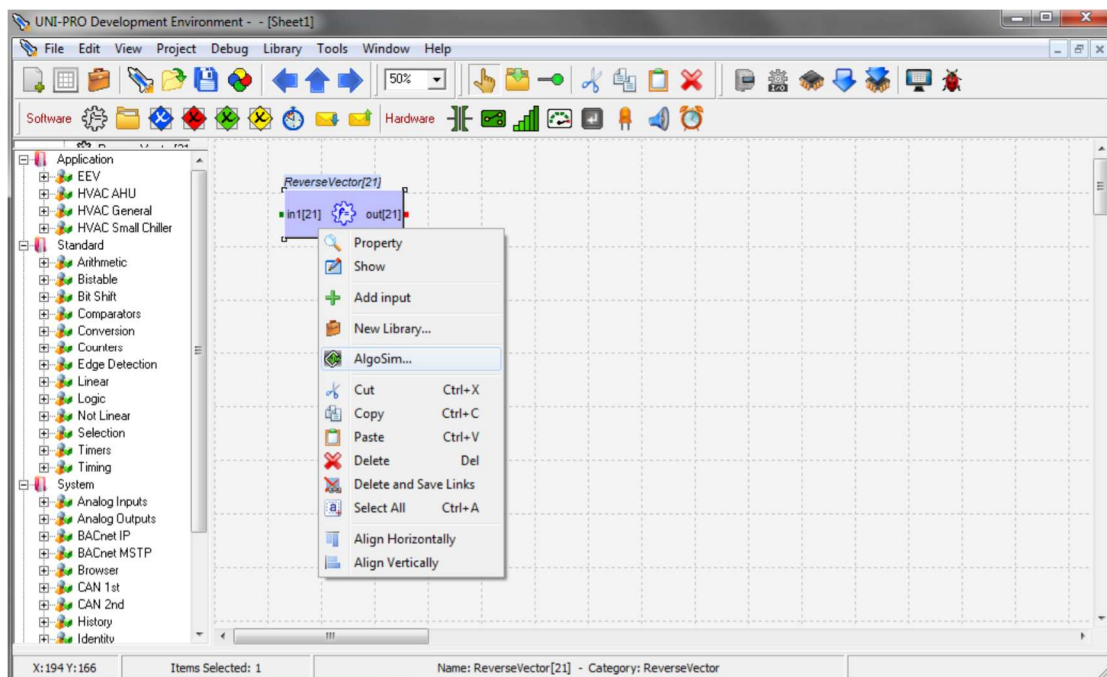 UNI-PRO Development Environment - - [Sheet1]
File Edit View Project Debug Library Tools Window Help
50%
Software Hardware
Application
EEV
HVAC AHU
HVAC General
HVAC Small Chiller
Standard
Arithmetic
Bistable
Bit Shift
Comparators
Conversion
Counters
Edge Detection
Linear
Logic
Not Linear
Selection
Timers
Timing
System
Analog Inputs
Analog Outputs
BACnet IP
BACnet MSTP
Browser
CAN 1st
CAN 2nd
History
Identity
ReverseVector[21]
in1[21] f= out[21]
Property
Show
Add input
New Library...
AlgoSim...
Cut Ctrl+X
Copy Ctrl+C
Paste Ctrl+V
Delete Del
Delete and Save Links
Select All Ctrl+A
Align Horizontally
Align Vertically
X:194 Y:166 Items Selected: 1 Name: ReverseVector[21] - Category: ReverseVector